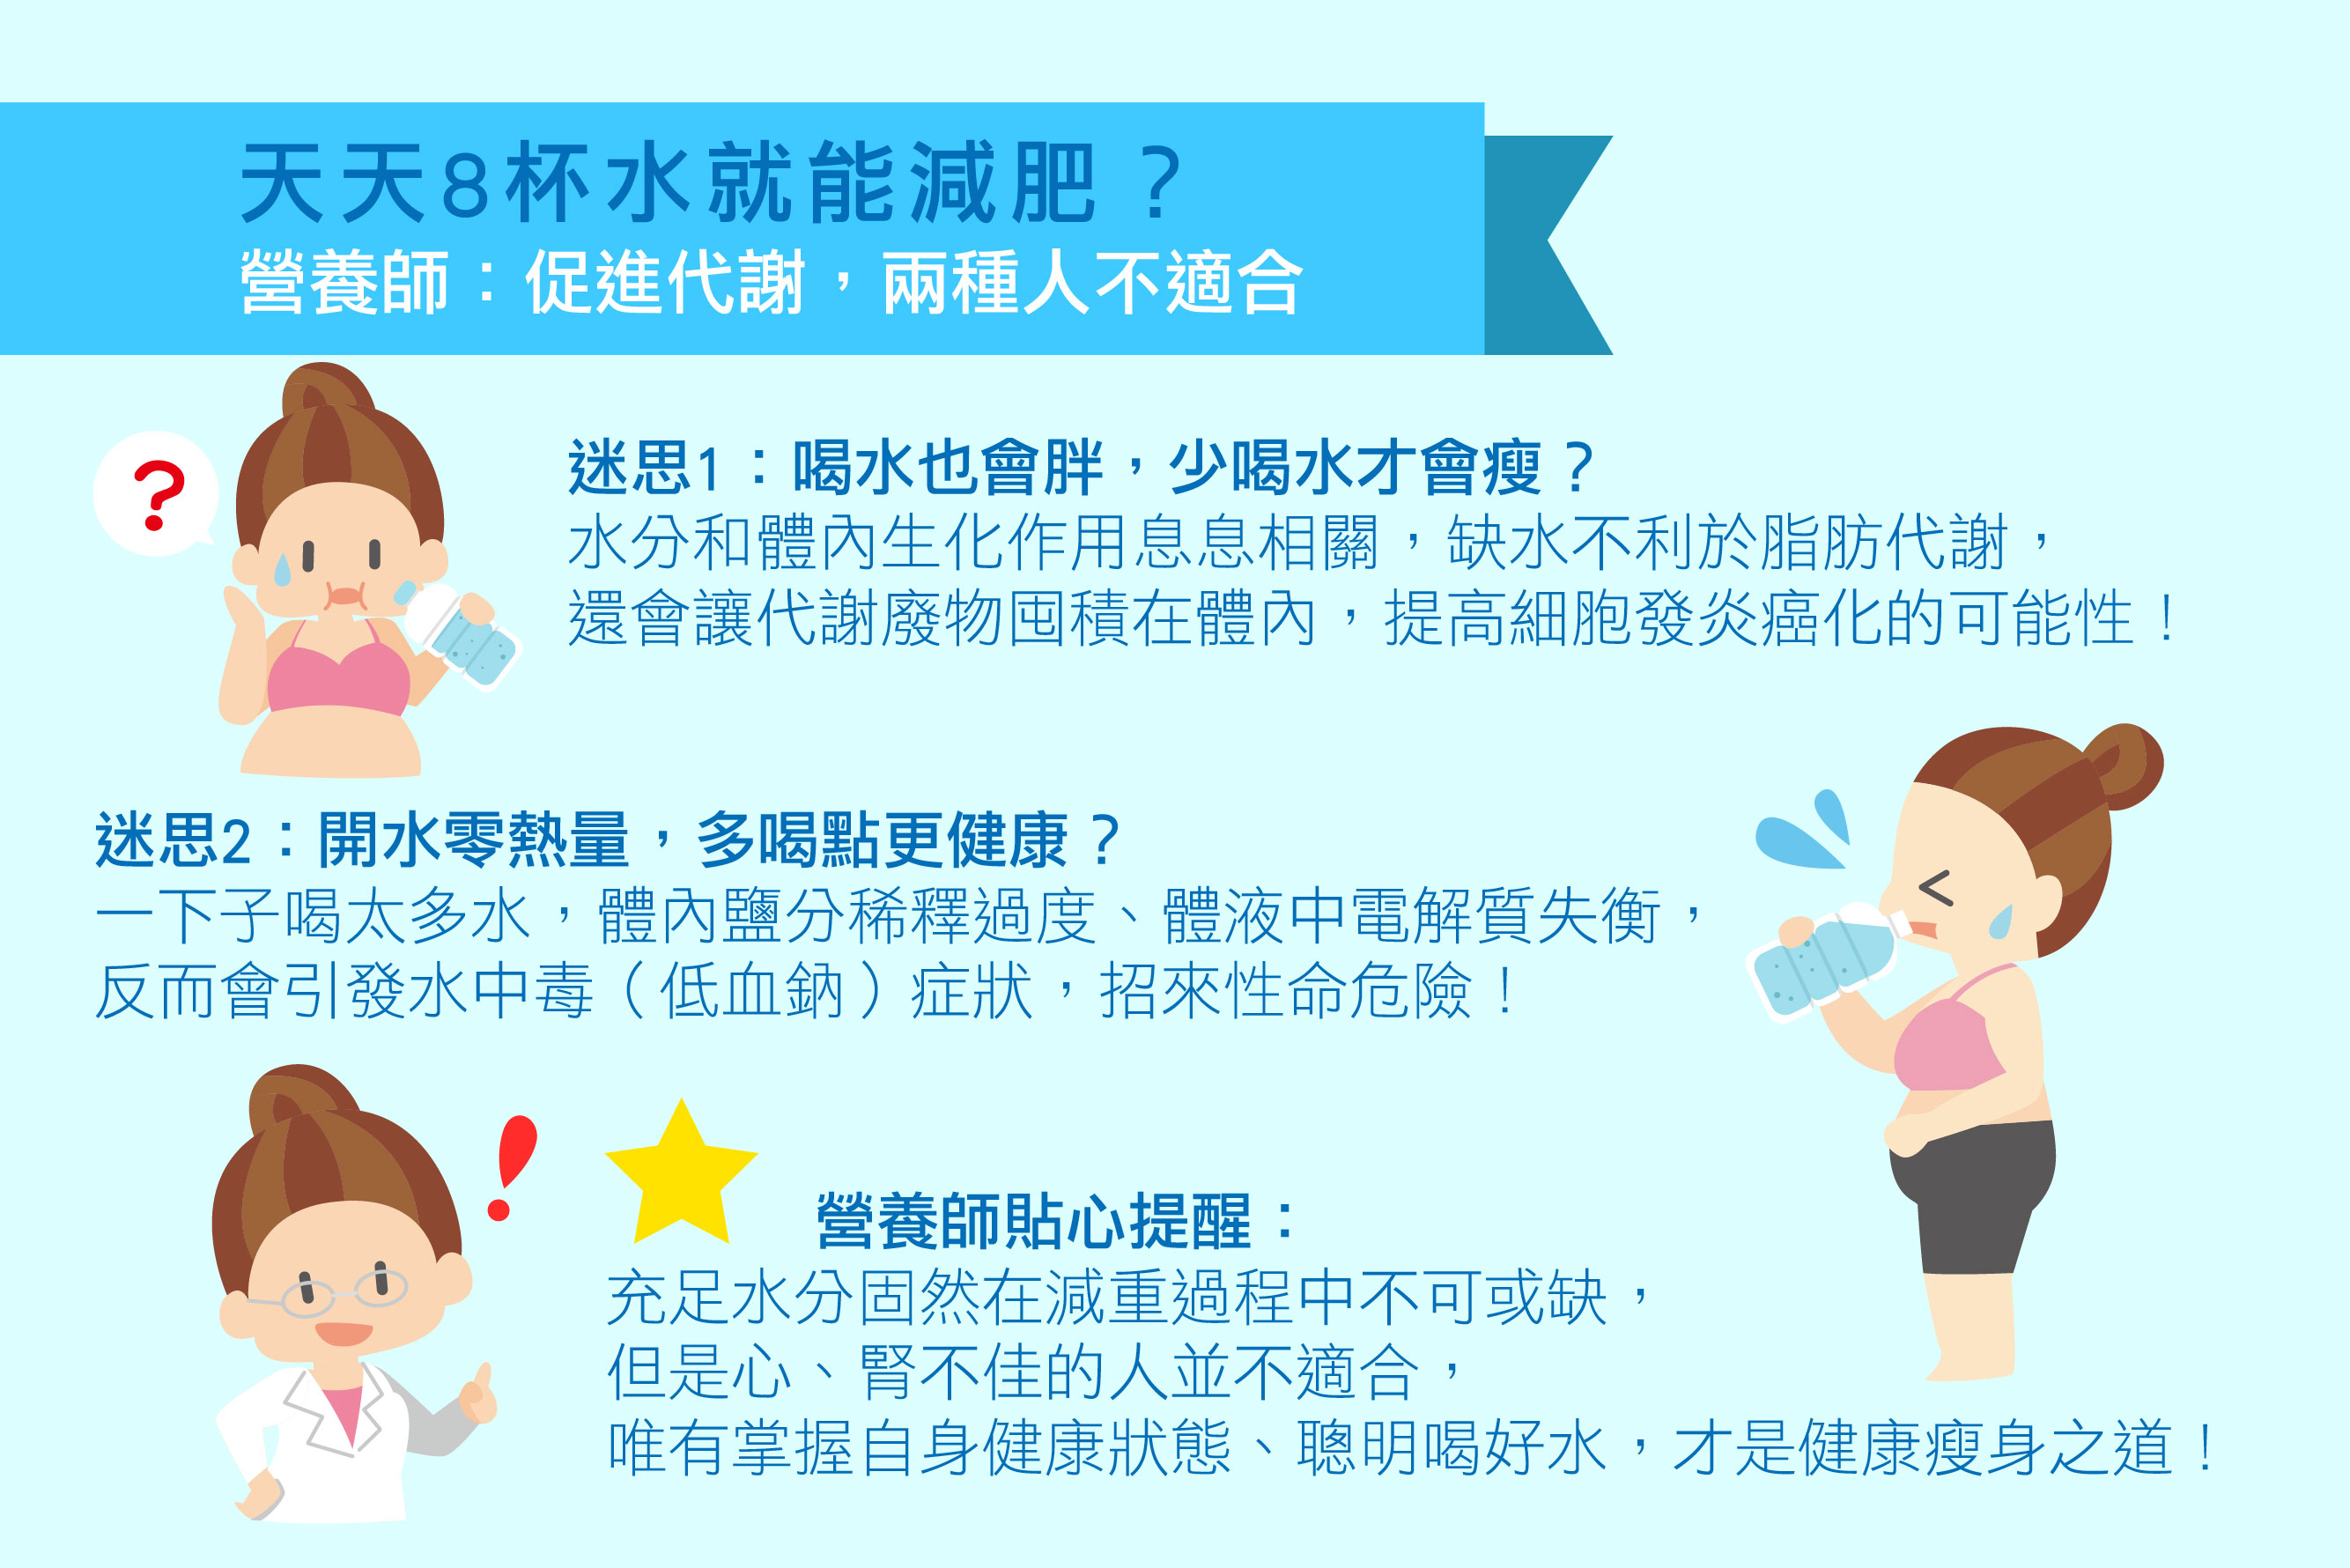 天天8杯水就能減肥？
營養師：促進代謝，兩種人不適合
?
迷思1：喝水也會胖，少喝水才會瘦？
水分和體內生化作用息息相關，缺水不利於脂肪代謝，
還會讓代謝廢物囤積在體內，提高細胞發炎癌化的可能性！
迷思2：開水零熱量，多喝點更健康？
一下子喝太多水，體內鹽分稀釋過度、體液中電解質失衡，
反而會引發水中毒（低血鈉）症狀，招來性命危險！
!
營養師貼心提醒：
充足水分固然在減重過程中不可或缺，
但是心、腎不佳的人並不適合，
唯有掌握自身健康狀態、聰明喝好水，才是健康瘦身之道！